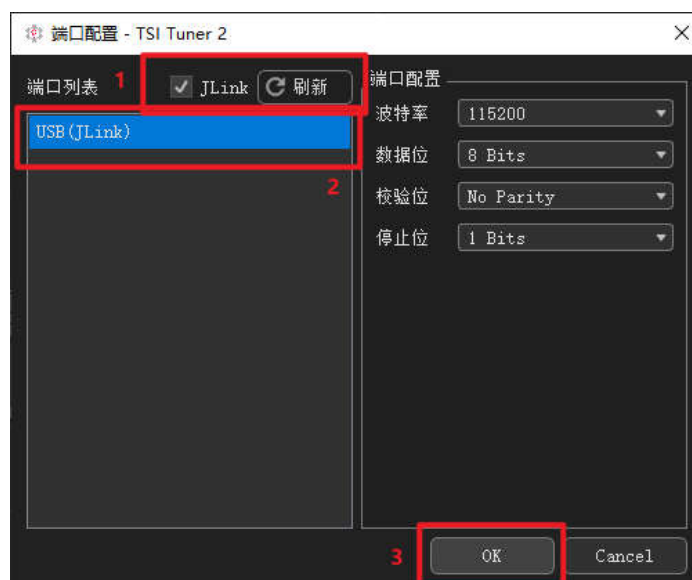 端口配置 - TSI Tuner 2
端口列表 1 JLink 刷新
USB(JLink)
2
端口配置
波特率 115200
数据位 8 Bits
校验位 No Parity
停止位 1 Bits
3 OK Cancel